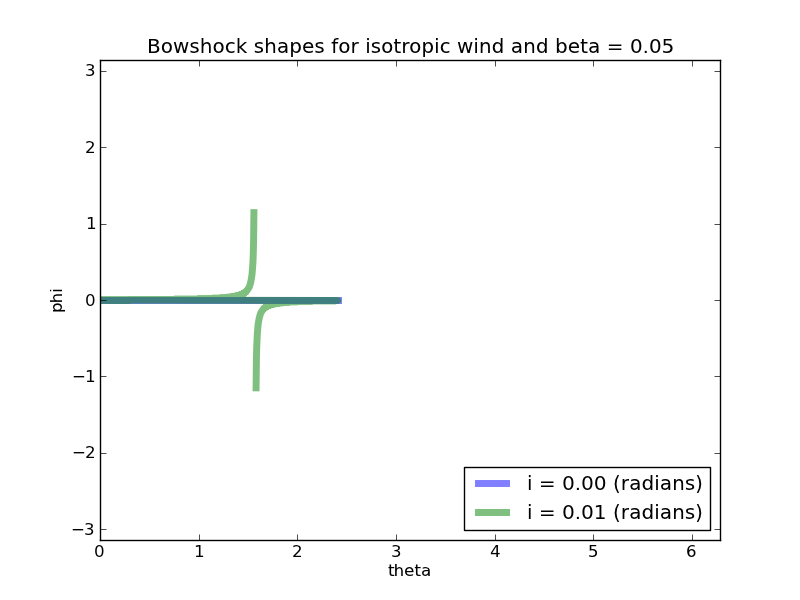 Bowshock shapes for isotropic wind and beta = 0.05
3
2
1
0
−1
−2
−3
phi
0 1 2 3 4 5 6
theta
i = 0.00 (radians)
i = 0.01 (radians)